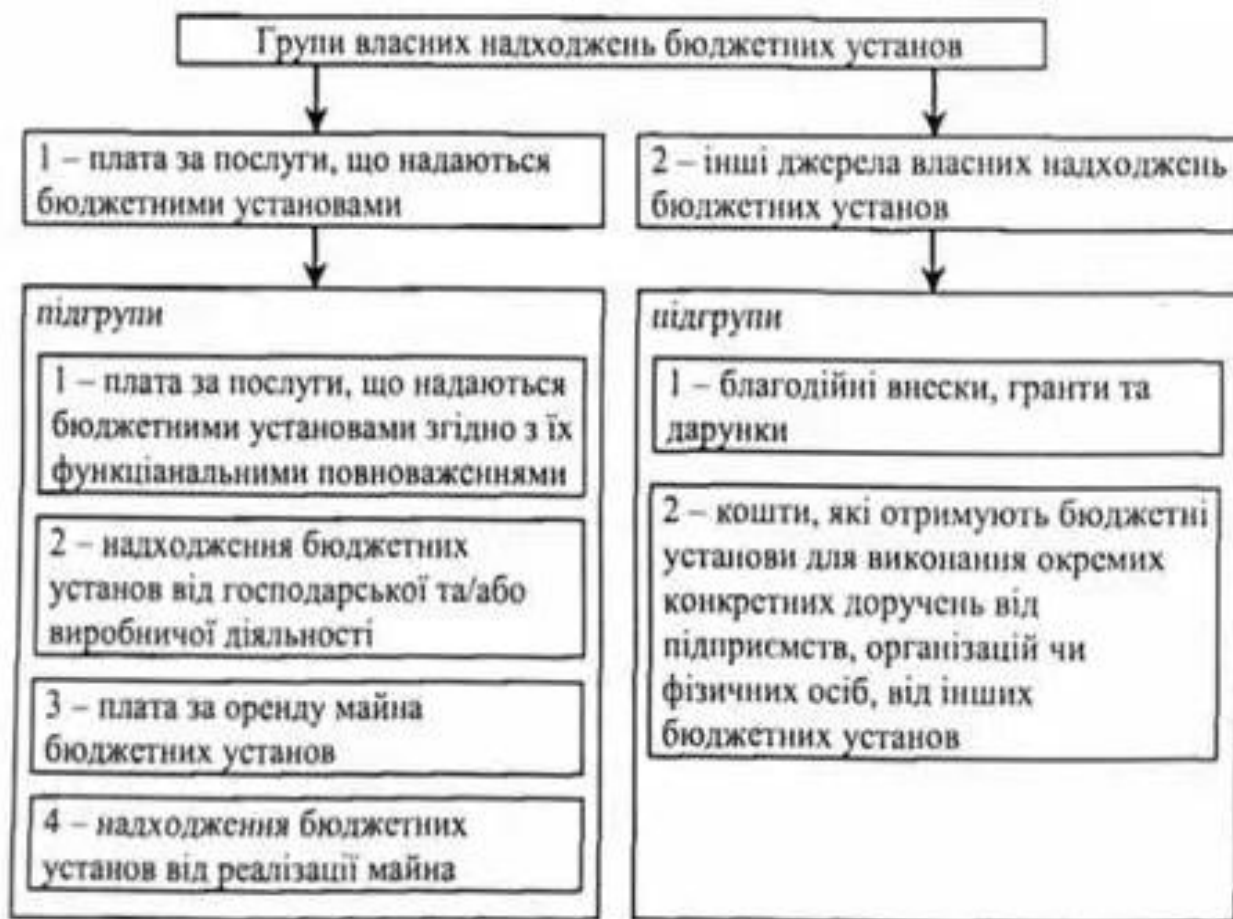 Групи власних надходжень бюджетних установ
1 – плата за послуги, що надаються
бюджетними установами
2 – інші джерела власних надходжень
бюджетних установ
підгрупи
1 – плата за послуги, що надаються
бюджетними установами згідно з їх
функціанальними повноваженнями
2 – надходження бюджетних
установ від господарської та/або
виробничої діяльності
3 – плата за оренду майна
бюджетних установ
4 – надходження бюджетних
установ від реалізації майна
підгрупи
1 – благодійні внески, гранти та
дарунки
2 – кошти, які отримують бюджетні
установи для виконання окремих
конкретних доручень від
підприємств, організацій чи
фізичних осіб, від інших
бюджетних установ